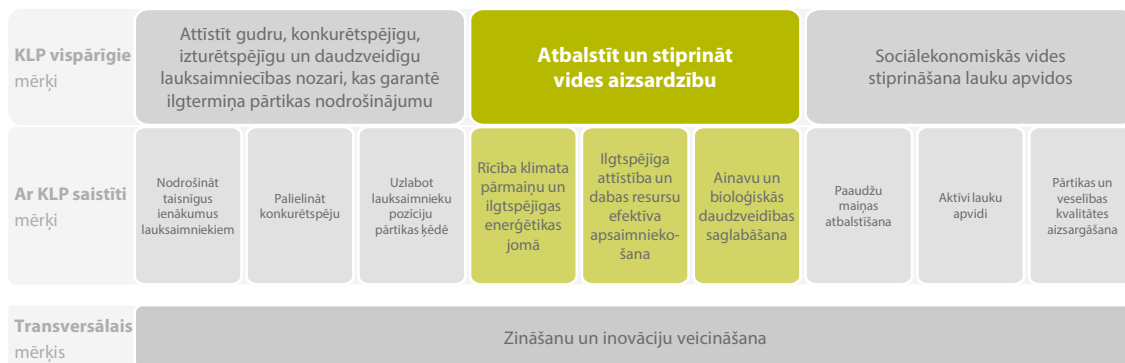 KLP vispārīgie
mērķi
Attīstīt gudru, konkurētspējīgu,
izturētspējīgu un daudzveidīgu
lauksaimniecības nozari, kas garantē
ilgtermiņa pārtikas nodrošinājumu
Atbalstīt un stiprināt
vides aizsardzību
Sociālekonomiskās vides
stiprināšana lauku apvidos
Ar KLP saistīti
mērķi
Nodrošināt
taisnīgus
ienākumus
lauksaimniekiem
Palielināt
konkurētspēju
Uzlabot
lauksaimnieku
pozīciju
pārtikas ķēdē
Rīcība klimata
pārmaiņu un
ilgtspējīgas
enerģētikas
jomā
Ilgtspējīga
attīstība un
dabas resursu
efektīva
apsaimnieko-
šana
Ainavu un
bioloģiskās
daudzveidības
saglabāšana
Paaudžu
maiņas
atbalstīšana
Aktīvi lauku
apvidi
Pārtikas un
veselības
kvalitātes
aizsargāšana
Transversālais
mērķis
Zināšanu un inovāciju veicināšana